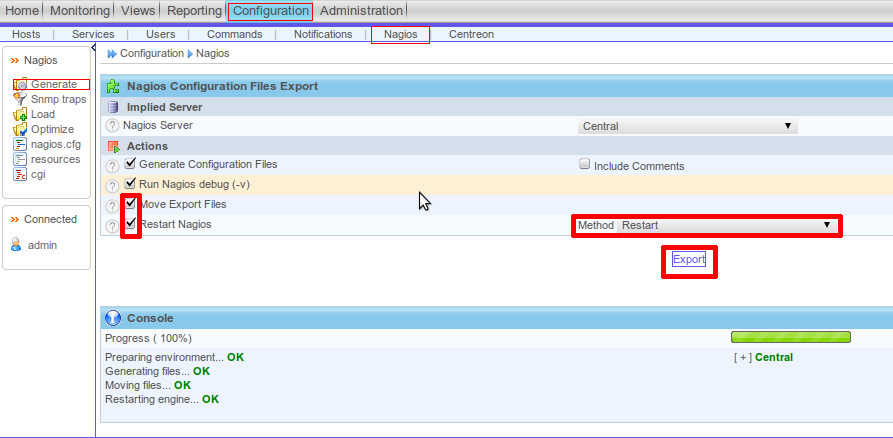 Home Monitoring Views Reporting Configuration Administration
Hosts | Services | Users | Commands | Notifications | Nagios | Centreon
Nagios
Generate
Snmp traps
Load
Optimize
nagios.cfg
resources
cgi
Connected
admin
Configuration Nagios
Nagios Configuration Files Export
Implied Server
Nagios Server Central
Actions
Generate Configuration Files Include Comments
Run Nagios debug (-v)
Move Export Files
Restart Nagios Method Restart
Export
Console
Progress ( 100%)
Preparing environment... OK [ + ] Central
Generating files... OK
Moving files... OK
Restarting engine... OK